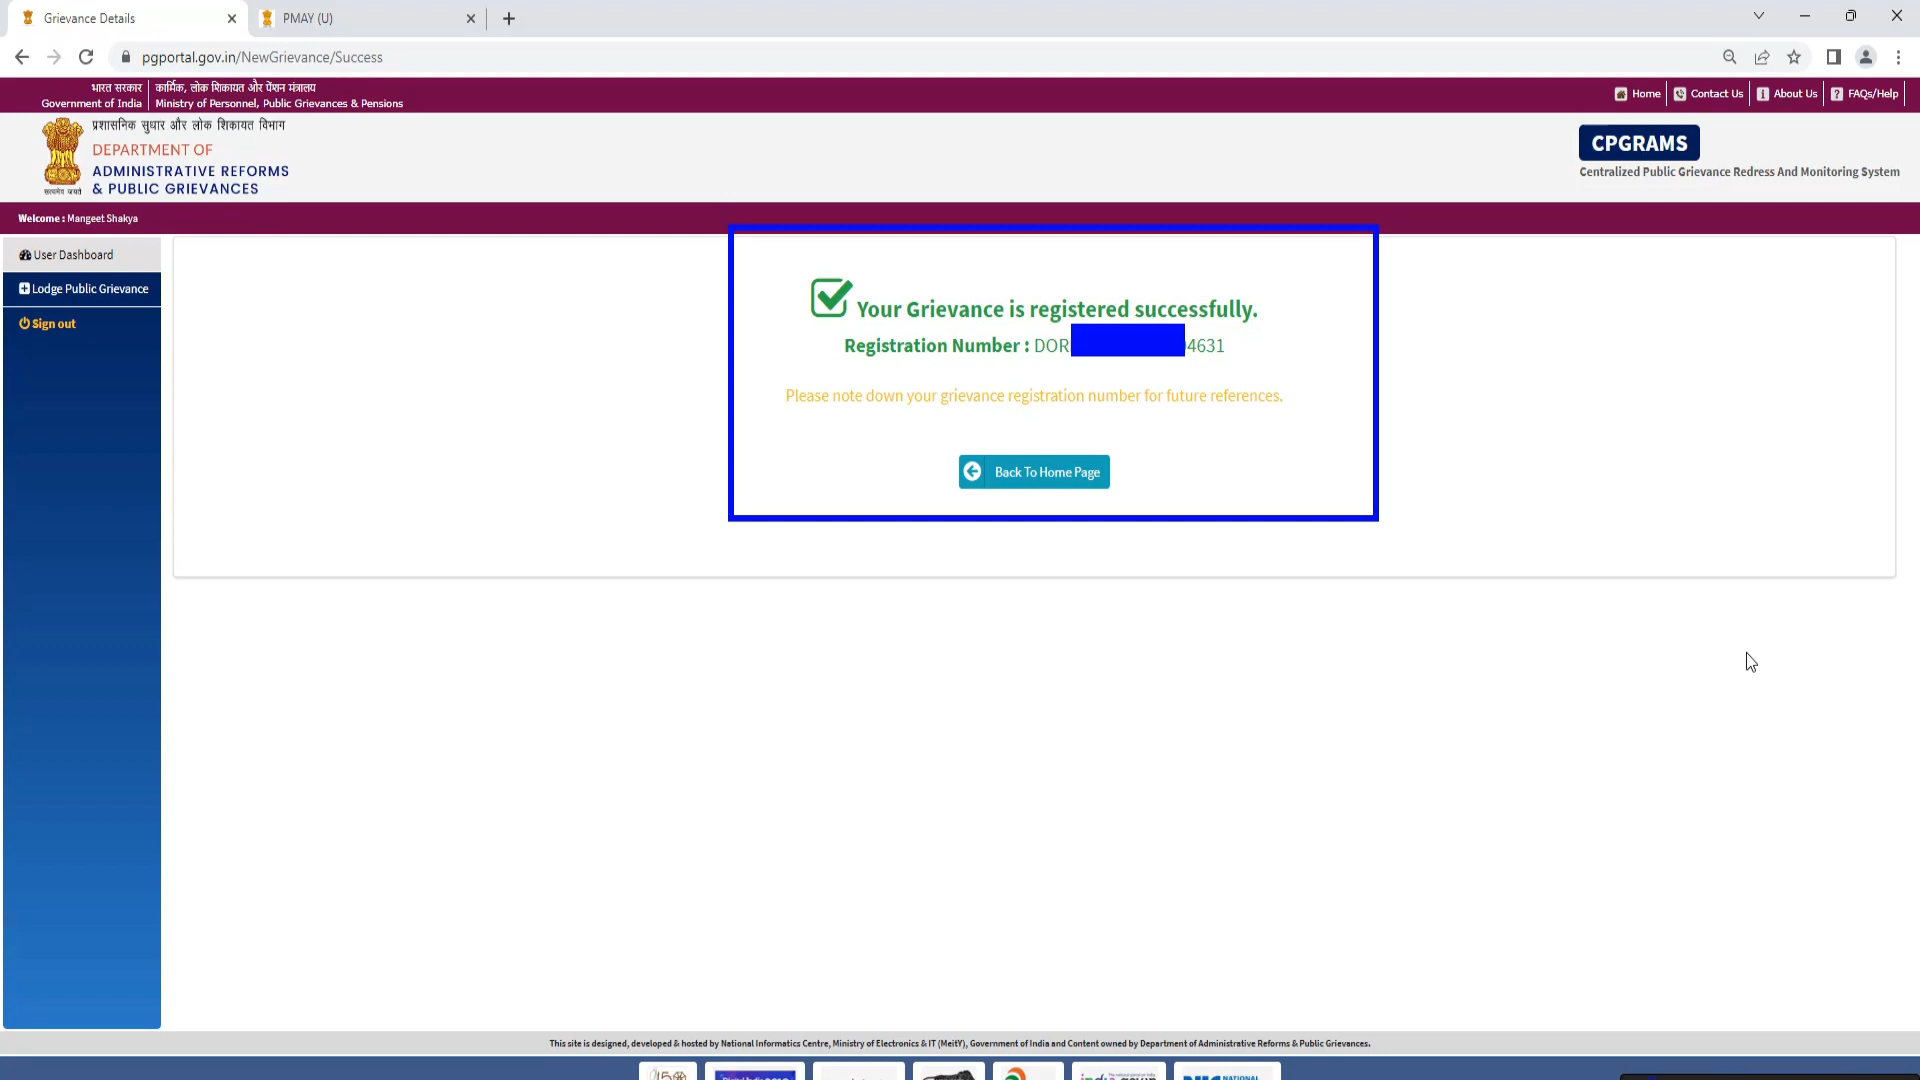 Grievance Details
PMAY (U)
pgportal.gov.in/NewGrievance/Success
भारत सरकार
Government of India
कार्मिक, लोक शिकायत और पेंशन मंत्रालय
Ministry of Personnel, Public Grievances & Pensions
Home
Contact Us
About Us
FAQs/Help
प्रशासनिक सुधार और लोक शिकायत विभाग
DEPARTMENT OF
ADMINISTRATIVE REFORMS
& PUBLIC GRIEVANCES
सत्यमेव जयते
CPGRAMS
Centralized Public Grievance Redress And Monitoring System
Welcome : Mangeet Shakya
User Dashboard
Lodge Public Grievance
Sign out
Your Grievance is registered successfully.
Registration Number : DOR 4631
Please note down your grievance registration number for future references.
Back To Home Page
This site is designed, developed & hosted by National Informatics Centre, Ministry of Electronics & IT (MeitY), Government of India and Content owned by Department of Administrative Reforms & Public Grievances.
NATIONAL